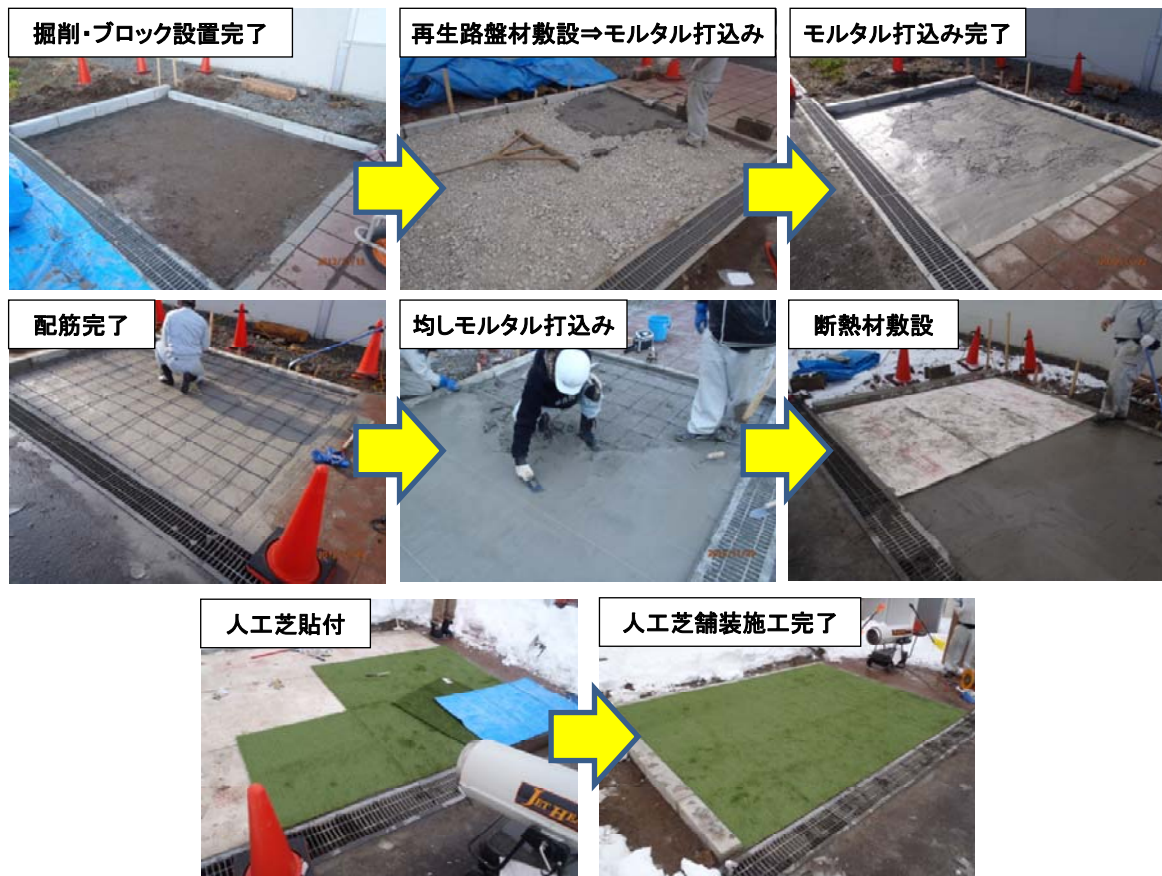 掘削・ブロック設置完了
再生路盤材敷設⇒モルタル打込み
モルタル打込み完了
配筋完了
均しモルタル打込み
断熱材敷設
人工芝貼付
人工芝舗装施工完了